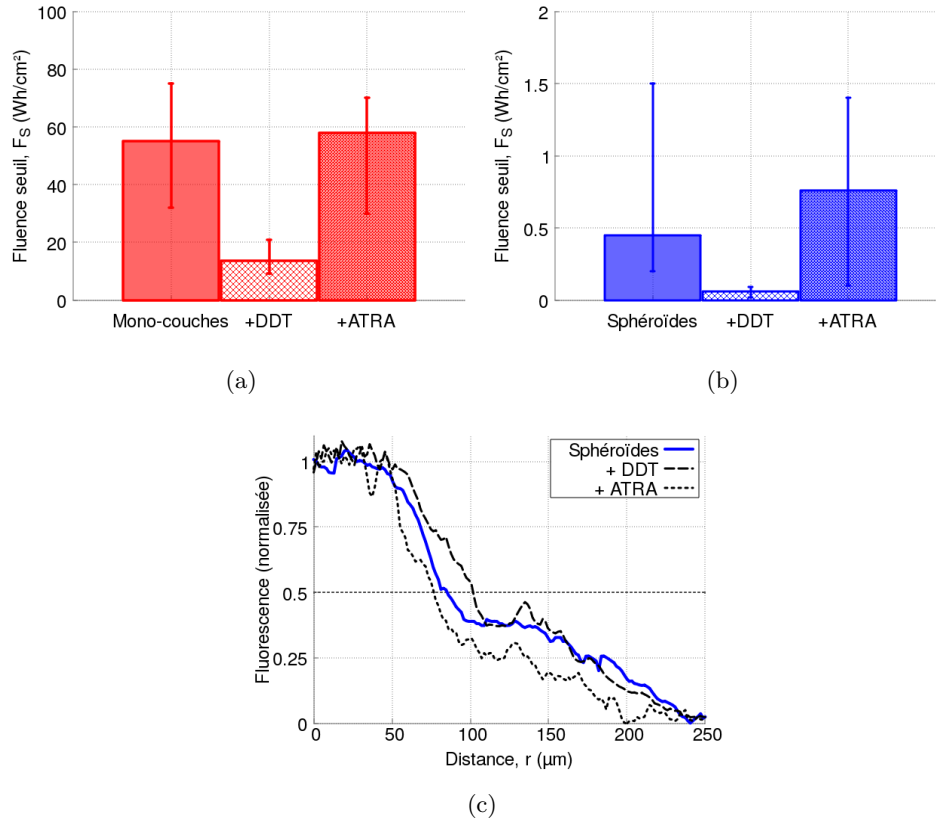 100
80
60
40
20
0
Fluence seuil, FS (Wh/cm²)
Mono-couches +DDT +ATRA
(a)
2
1.5
1
0.5
0
Fluence seuil, FS (Wh/cm²)
Sphéroïdes +DDT +ATRA
(b)
Sphéroïdes
+ DDT
+ ATRA
1
0.75
0.5
0.25
0
Fluorescence (normalisée)
0 50 100 150 200 250
Distance, r (µm)
(c)